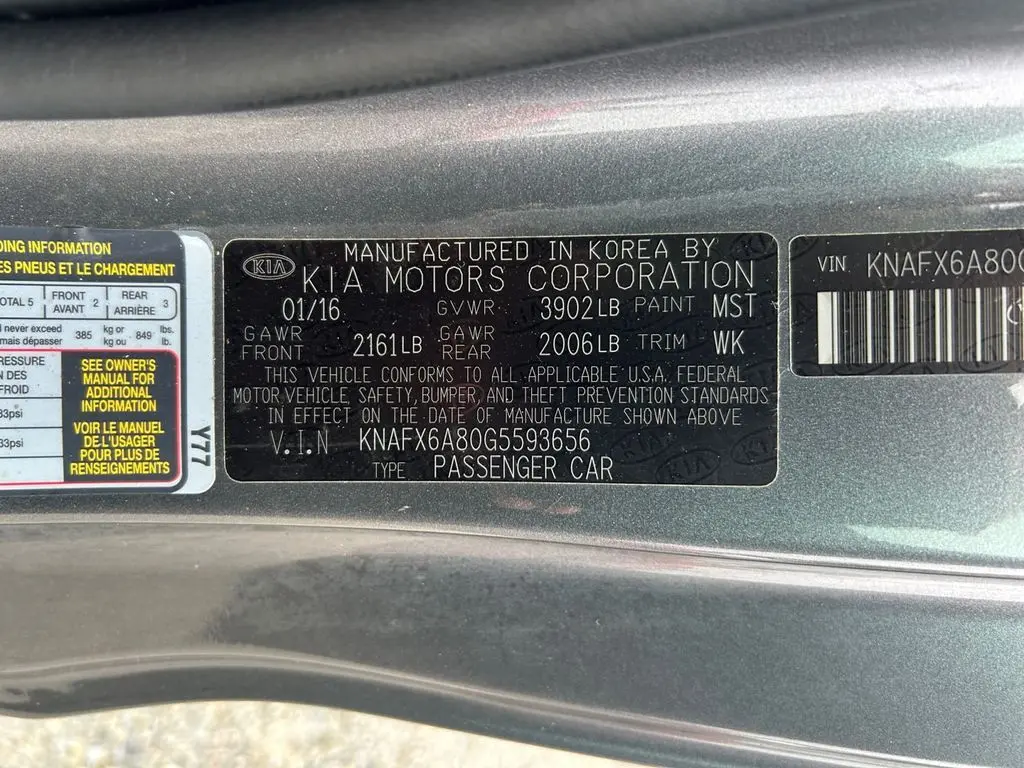 DING INFORMATION
ES PNEUS ET LE CHARGEMENT
OTAL 5 FRONT AVANT 2 REAR ARRIÈRE 3
never exceed
mais dépasser 385 kg or kg ou 849 lbs. lb.
RESSURE
N DES
FROID
33psi
33psi
SEE OWNER'S
MANUAL FOR
ADDITIONAL
INFORMATION
VOIR LE MANUEL
DE L'USAGER
POUR PLUS DE
RENSEIGNEMENTS
Y77
KIA
MANUFACTURED IN KOREA BY
KIA MOTORS CORPORATION
01/16 GVWR 3902LB PAINT MST
GAWR FRONT 2161LB GAWR REAR 2006LB TRIM WK
THIS VEHICLE CONFORMS TO ALL APPLICABLE U.S.A. FEDERAL
MOTOR VEHICLE SAFETY, BUMPER, AND THEFT PREVENTION STANDARDS
IN EFFECT ON THE DATE OF MANUFACTURE SHOWN ABOVE
V.I.N KNAFX6A80G5593656
TYPE PASSENGER CAR
VIN KNAFX6A80G